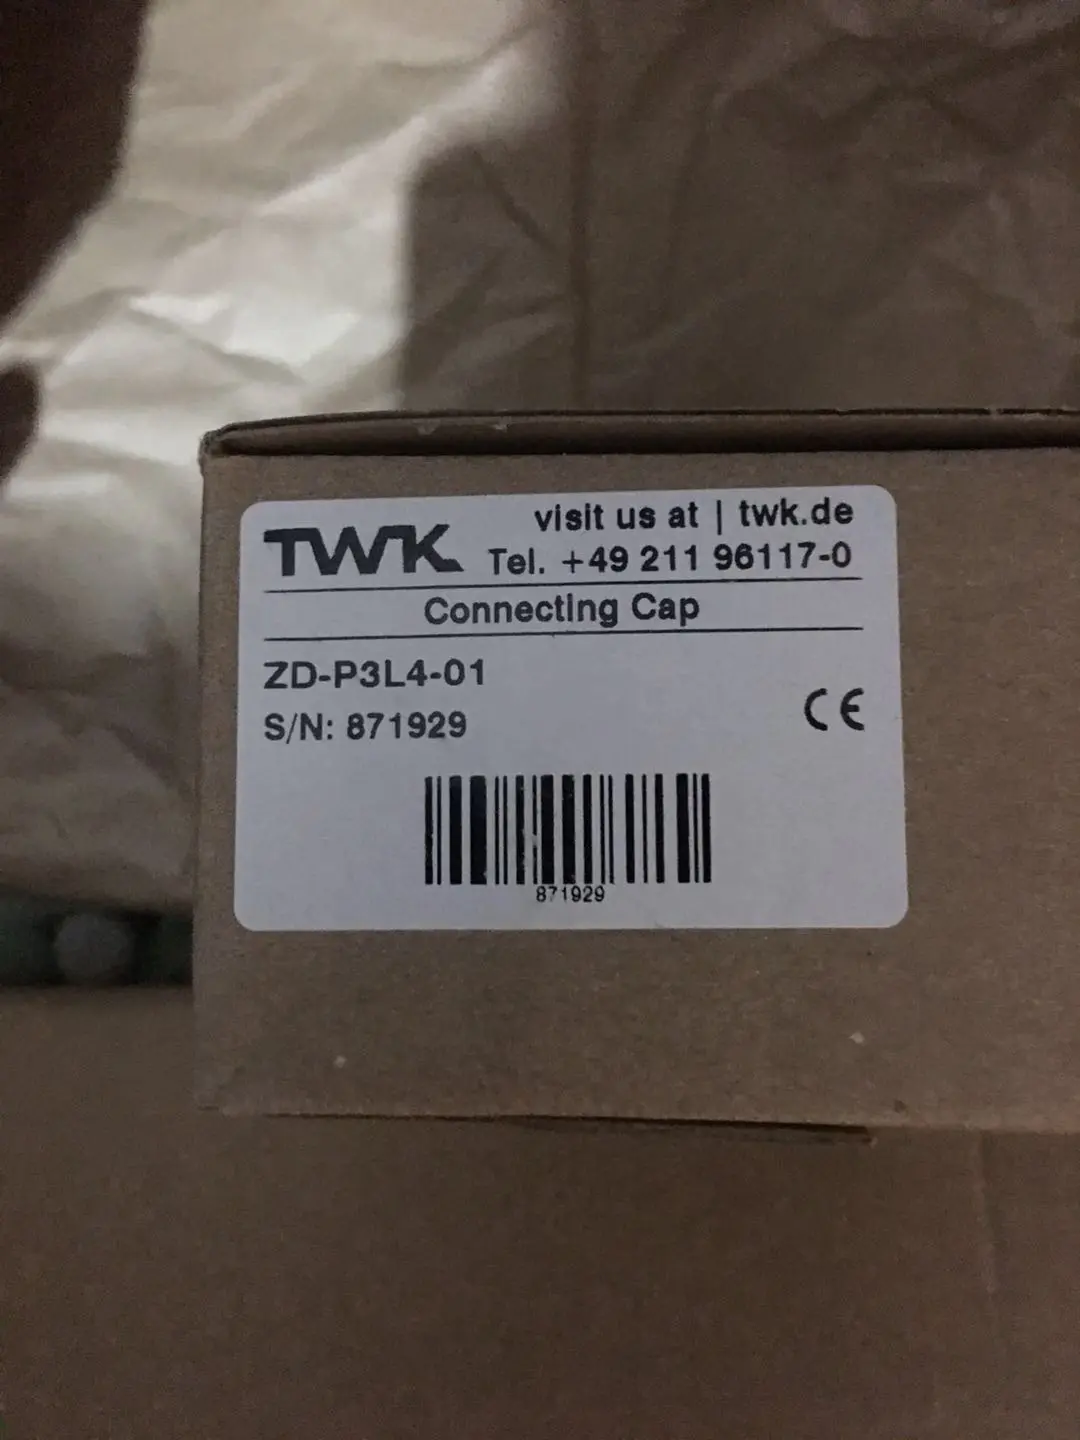 TWK
visit us at | twk.de
Tel. +49 211 96117-0
Connecting Cap
ZD-P3L4-01
S/N: 871929
CE
871929